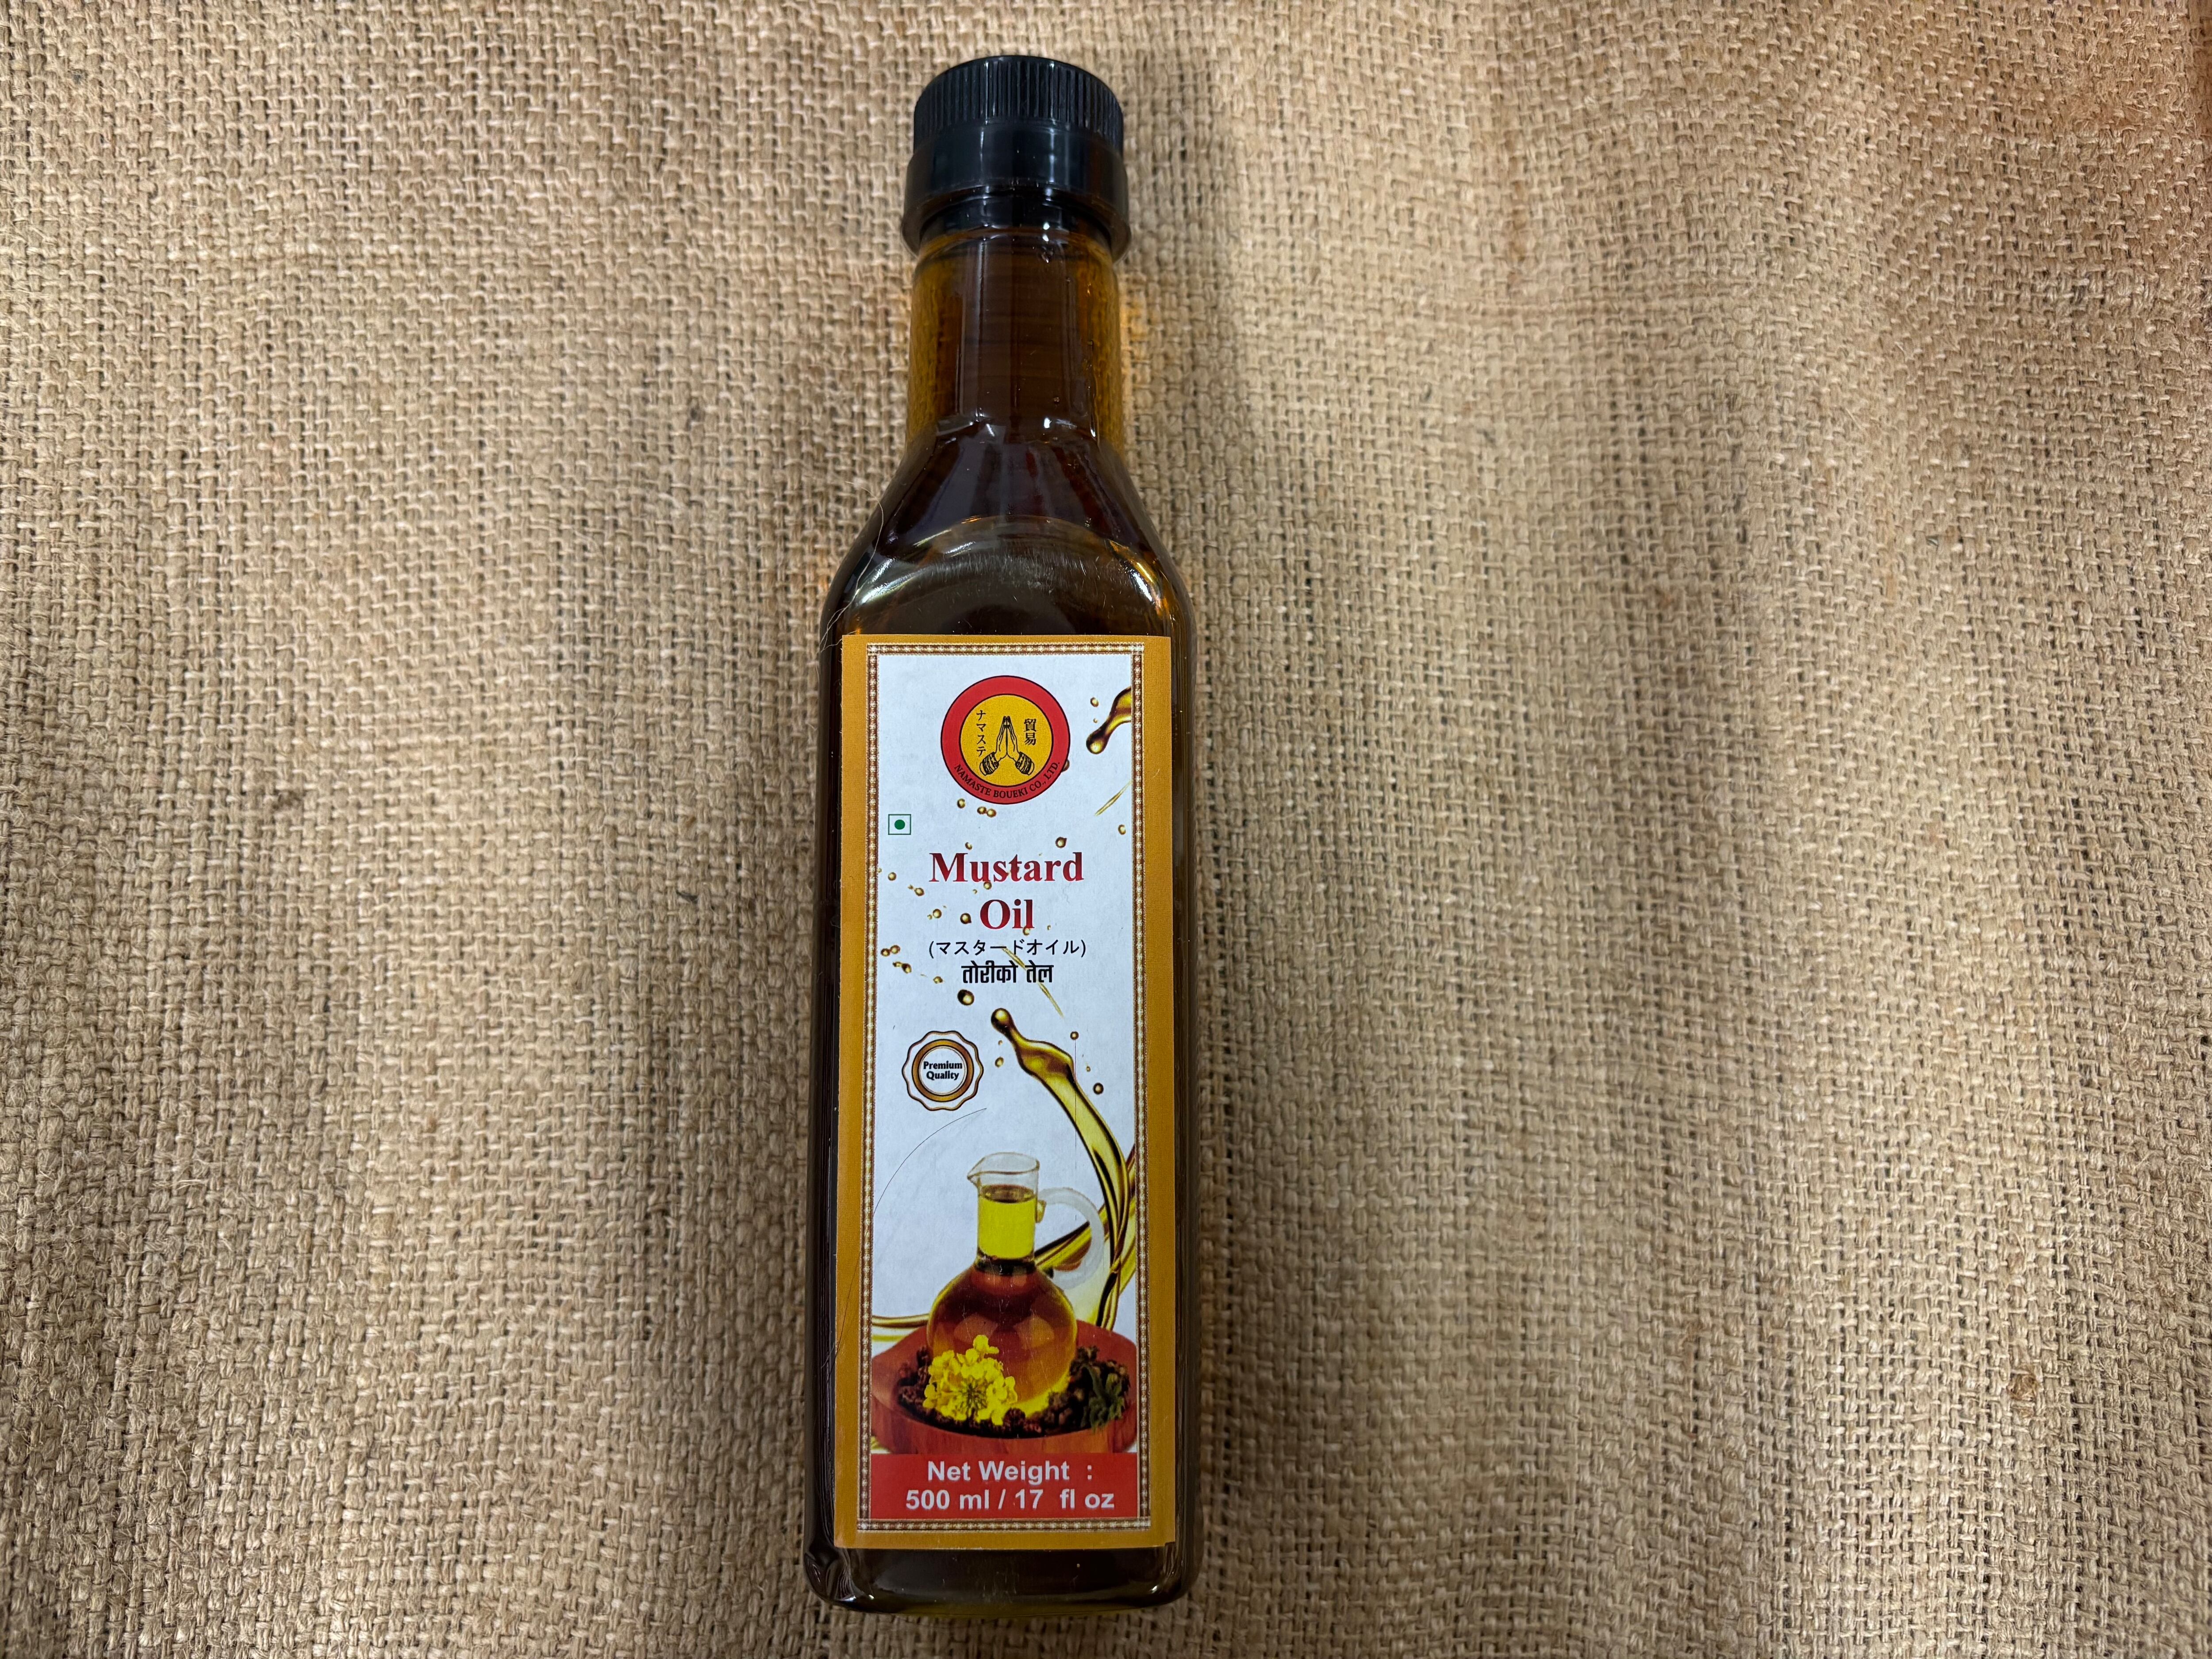 ナマステ
貿易
NAMASTE BOUEKI CO., LTD.
Mustard
Oil
(マスタードオイル)
तोरीको तेल
Premium
Quality
Net Weight :
500 ml / 17 fl oz